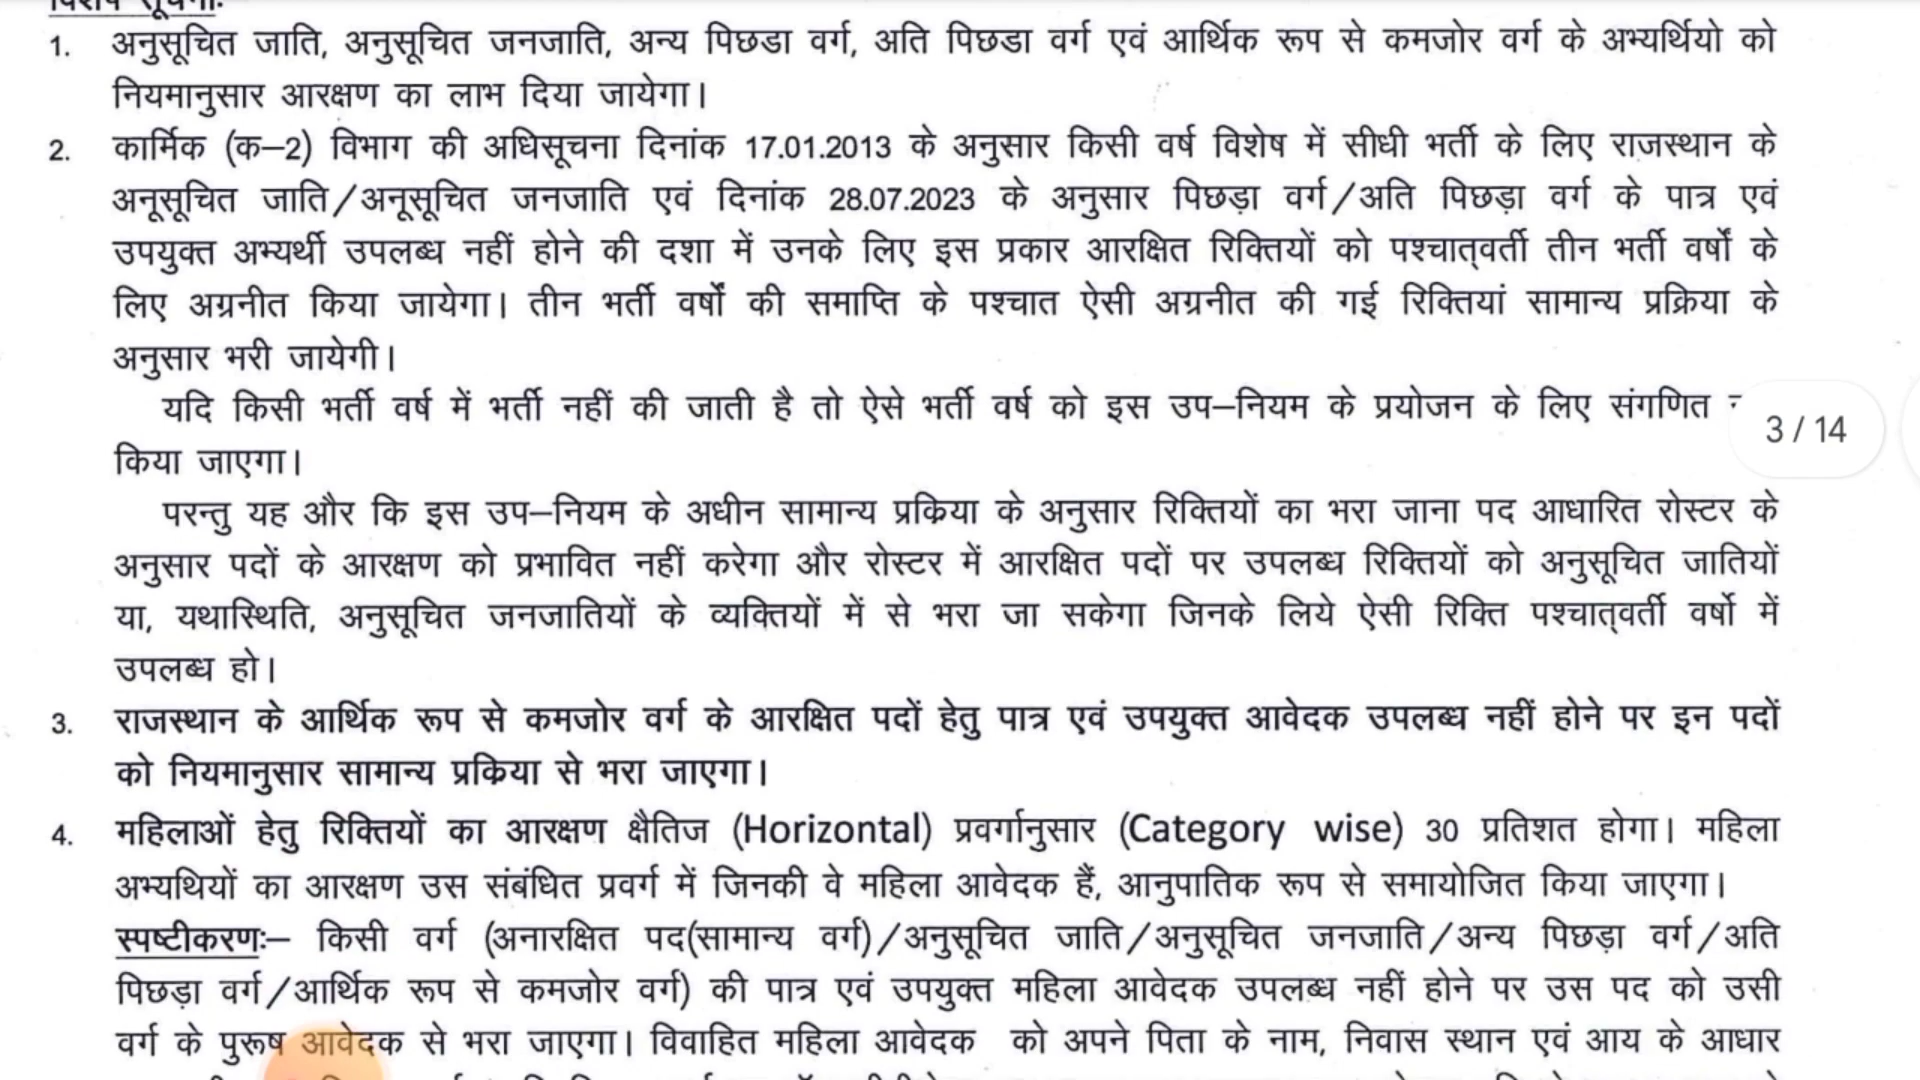 विशेष सूचनाः
1. अनुसूचित जाति, अनुसूचित जनजाति, अन्य पिछडा वर्ग, अति पिछडा वर्ग एवं आर्थिक रूप से कमजोर वर्ग के अभ्यर्थियो को
नियमानुसार आरक्षण का लाभ दिया जायेगा।
2. कार्मिक (क–2) विभाग की अधिसूचना दिनांक 17.01.2013 के अनुसार किसी वर्ष विशेष में सीधी भर्ती के लिए राजस्थान के
अनूसूचित जाति/अनूसूचित जनजाति एवं दिनांक 28.07.2023 के अनुसार पिछड़ा वर्ग/अति पिछड़ा वर्ग के पात्र एवं
उपयुक्त अभ्यर्थी उपलब्ध नहीं होने की दशा में उनके लिए इस प्रकार आरक्षित रिक्तियों को पश्चात्‌वर्ती तीन भर्ती वर्षों के
लिए अग्रनीत किया जायेगा। तीन भर्ती वर्षों की समाप्ति के पश्चात ऐसी अग्रनीत की गई रिक्तियां सामान्य प्रक्रिया के
अनुसार भरी जायेगी।
यदि किसी भर्ती वर्ष में भर्ती नहीं की जाती है तो ऐसे भर्ती वर्ष को इस उप–नियम के प्रयोजन के लिए संगणित
3 / 14
किया जाएगा।
परन्तु यह और कि इस उप–नियम के अधीन सामान्य प्रक्रिया के अनुसार रिक्तियों का भरा जाना पद आधारित रोस्टर के
अनुसार पदों के आरक्षण को प्रभावित नहीं करेगा और रोस्टर में आरक्षित पदों पर उपलब्ध रिक्तियों को अनुसूचित जातियों
या, यथास्थिति, अनुसूचित जनजातियों के व्यक्तियों में से भरा जा सकेगा जिनके लिये ऐसी रिक्ति पश्चात्‌वर्ती वर्षो में
उपलब्ध हो।
3. राजस्थान के आर्थिक रूप से कमजोर वर्ग के आरक्षित पदों हेतु पात्र एवं उपयुक्त आवेदक उपलब्ध नहीं होने पर इन पदों
को नियमानुसार सामान्य प्रक्रिया से भरा जाएगा।
4. महिलाओं हेतु रिक्तियों का आरक्षण क्षैतिज (Horizontal) प्रवर्गानुसार (Category wise) 30 प्रतिशत होगा। महिला
अभ्यथियों का आरक्षण उस संबंधित प्रवर्ग में जिनकी वे महिला आवेदक हैं, आनुपातिक रूप से समायोजित किया जाएगा।
स्पष्टीकरणः– किसी वर्ग (अनारक्षित पद(सामान्य वर्ग)/अनुसूचित जाति/अनुसूचित जनजाति/अन्य पिछड़ा वर्ग/अति
पिछड़ा वर्ग/आर्थिक रूप से कमजोर वर्ग) की पात्र एवं उपयुक्त महिला आवेदक उपलब्ध नहीं होने पर उस पद को उसी
वर्ग के पुरूष आवेदक से भरा जाएगा। विवाहित महिला आवेदक को अपने पिता के नाम, निवास स्थान एवं आय के आधार